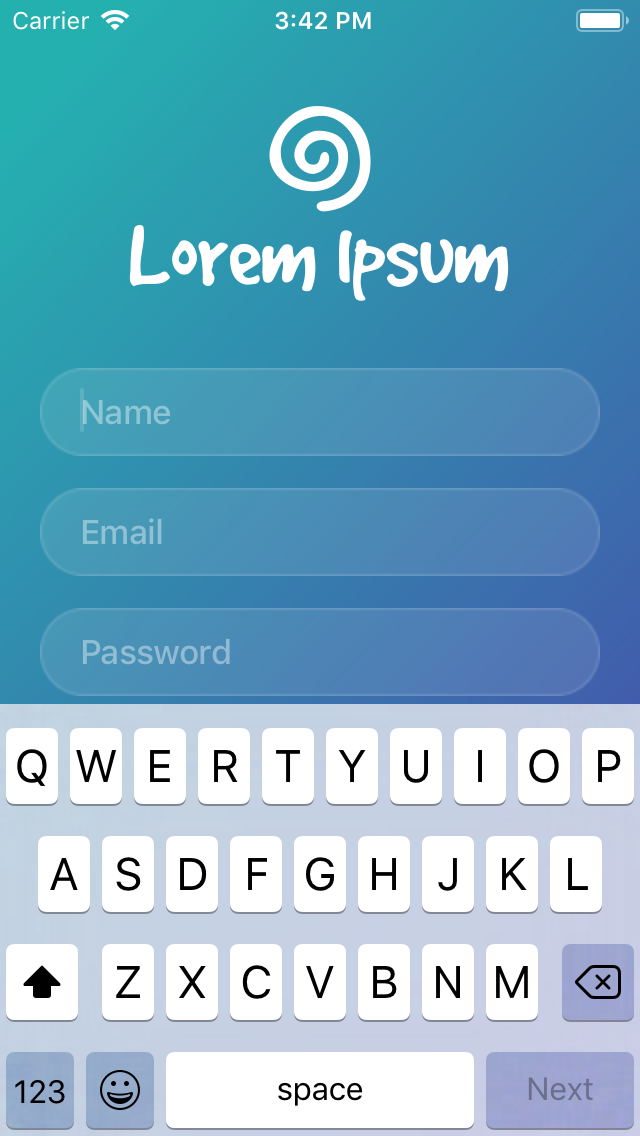 Carrier 3:42 PM
Lorem Ipsum
Name
Email
Password
Q W E R T Y U I O P
A S D F G H J K L
Z X C V B N M
123 space Next